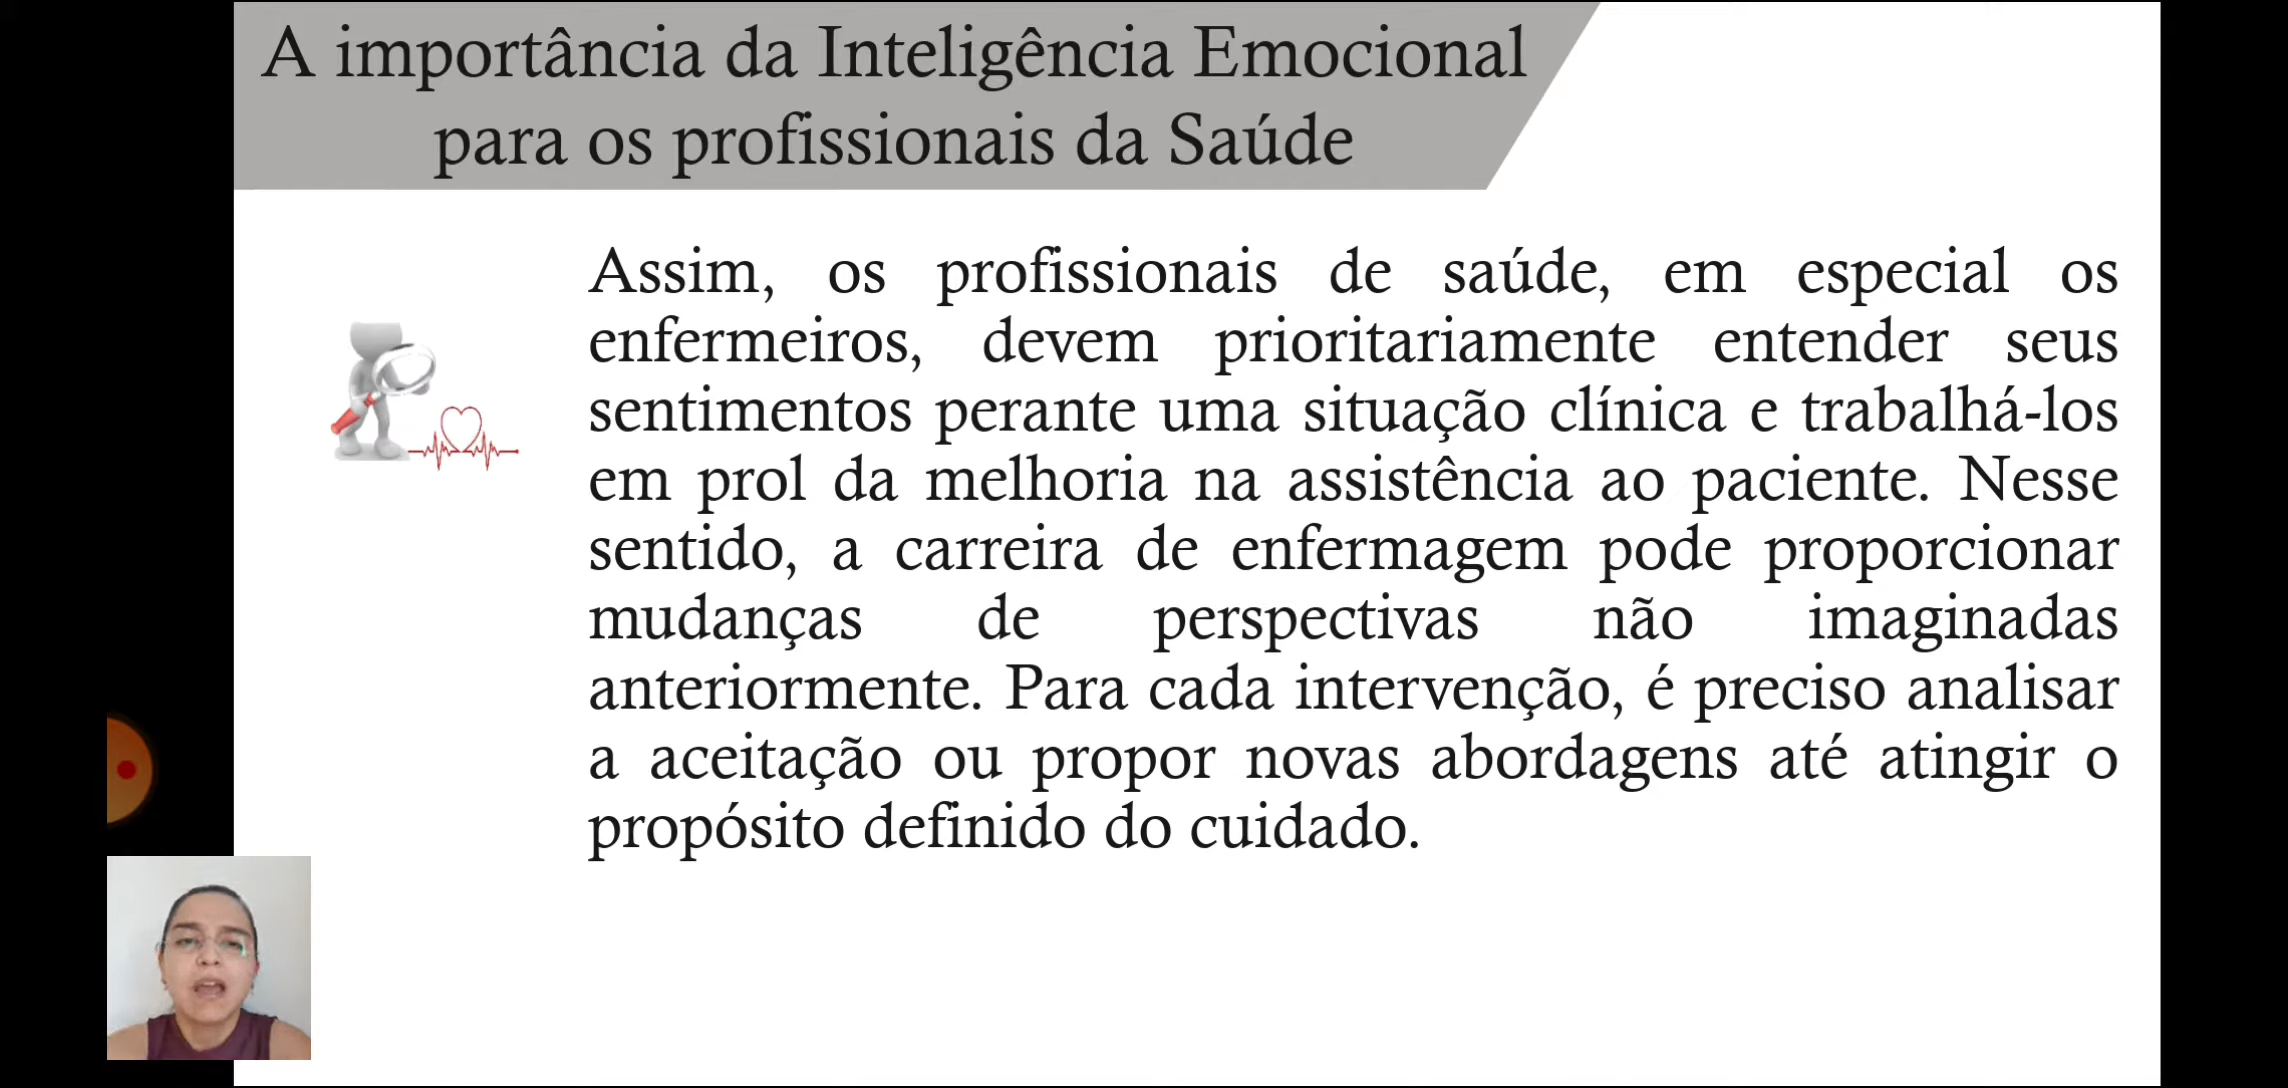 A importância da Inteligência Emocional
para os profissionais da Saúde
Assim, os profissionais de saúde, em especial os
enfermeiros, devem prioritariamente entender seus
sentimentos perante uma situação clínica e trabalhá-los
em prol da melhoria na assistência ao paciente. Nesse
sentido, a carreira de enfermagem pode proporcionar
mudanças de perspectivas não imaginadas
anteriormente. Para cada intervenção, é preciso analisar
a aceitação ou propor novas abordagens até atingir o
propósito definido do cuidado.